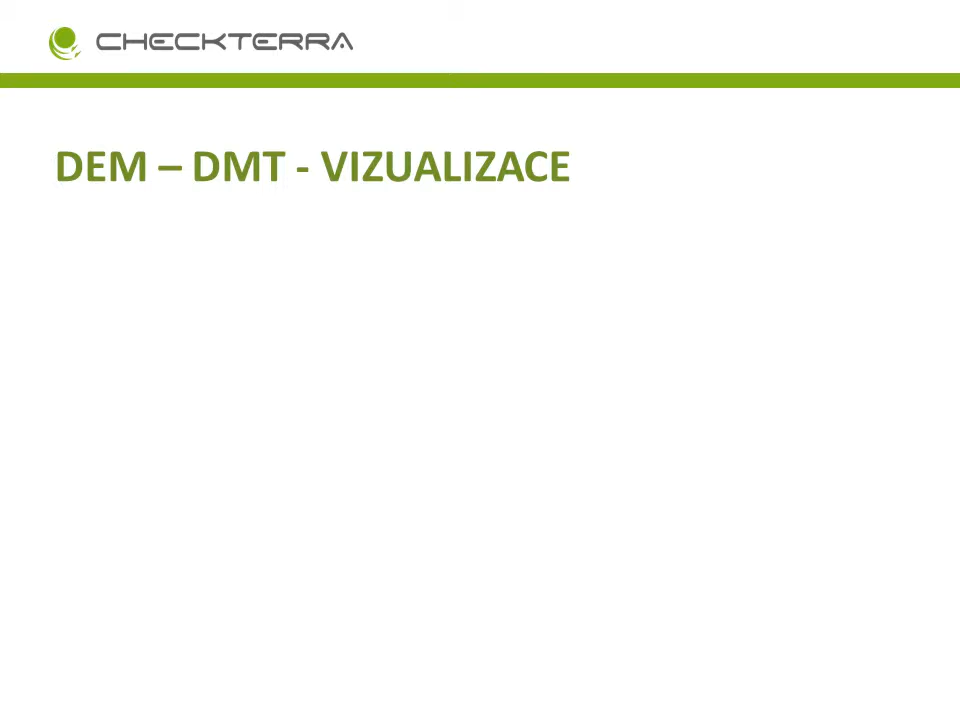 CHECKTERRA
DEM – DMT - VIZUALIZACE